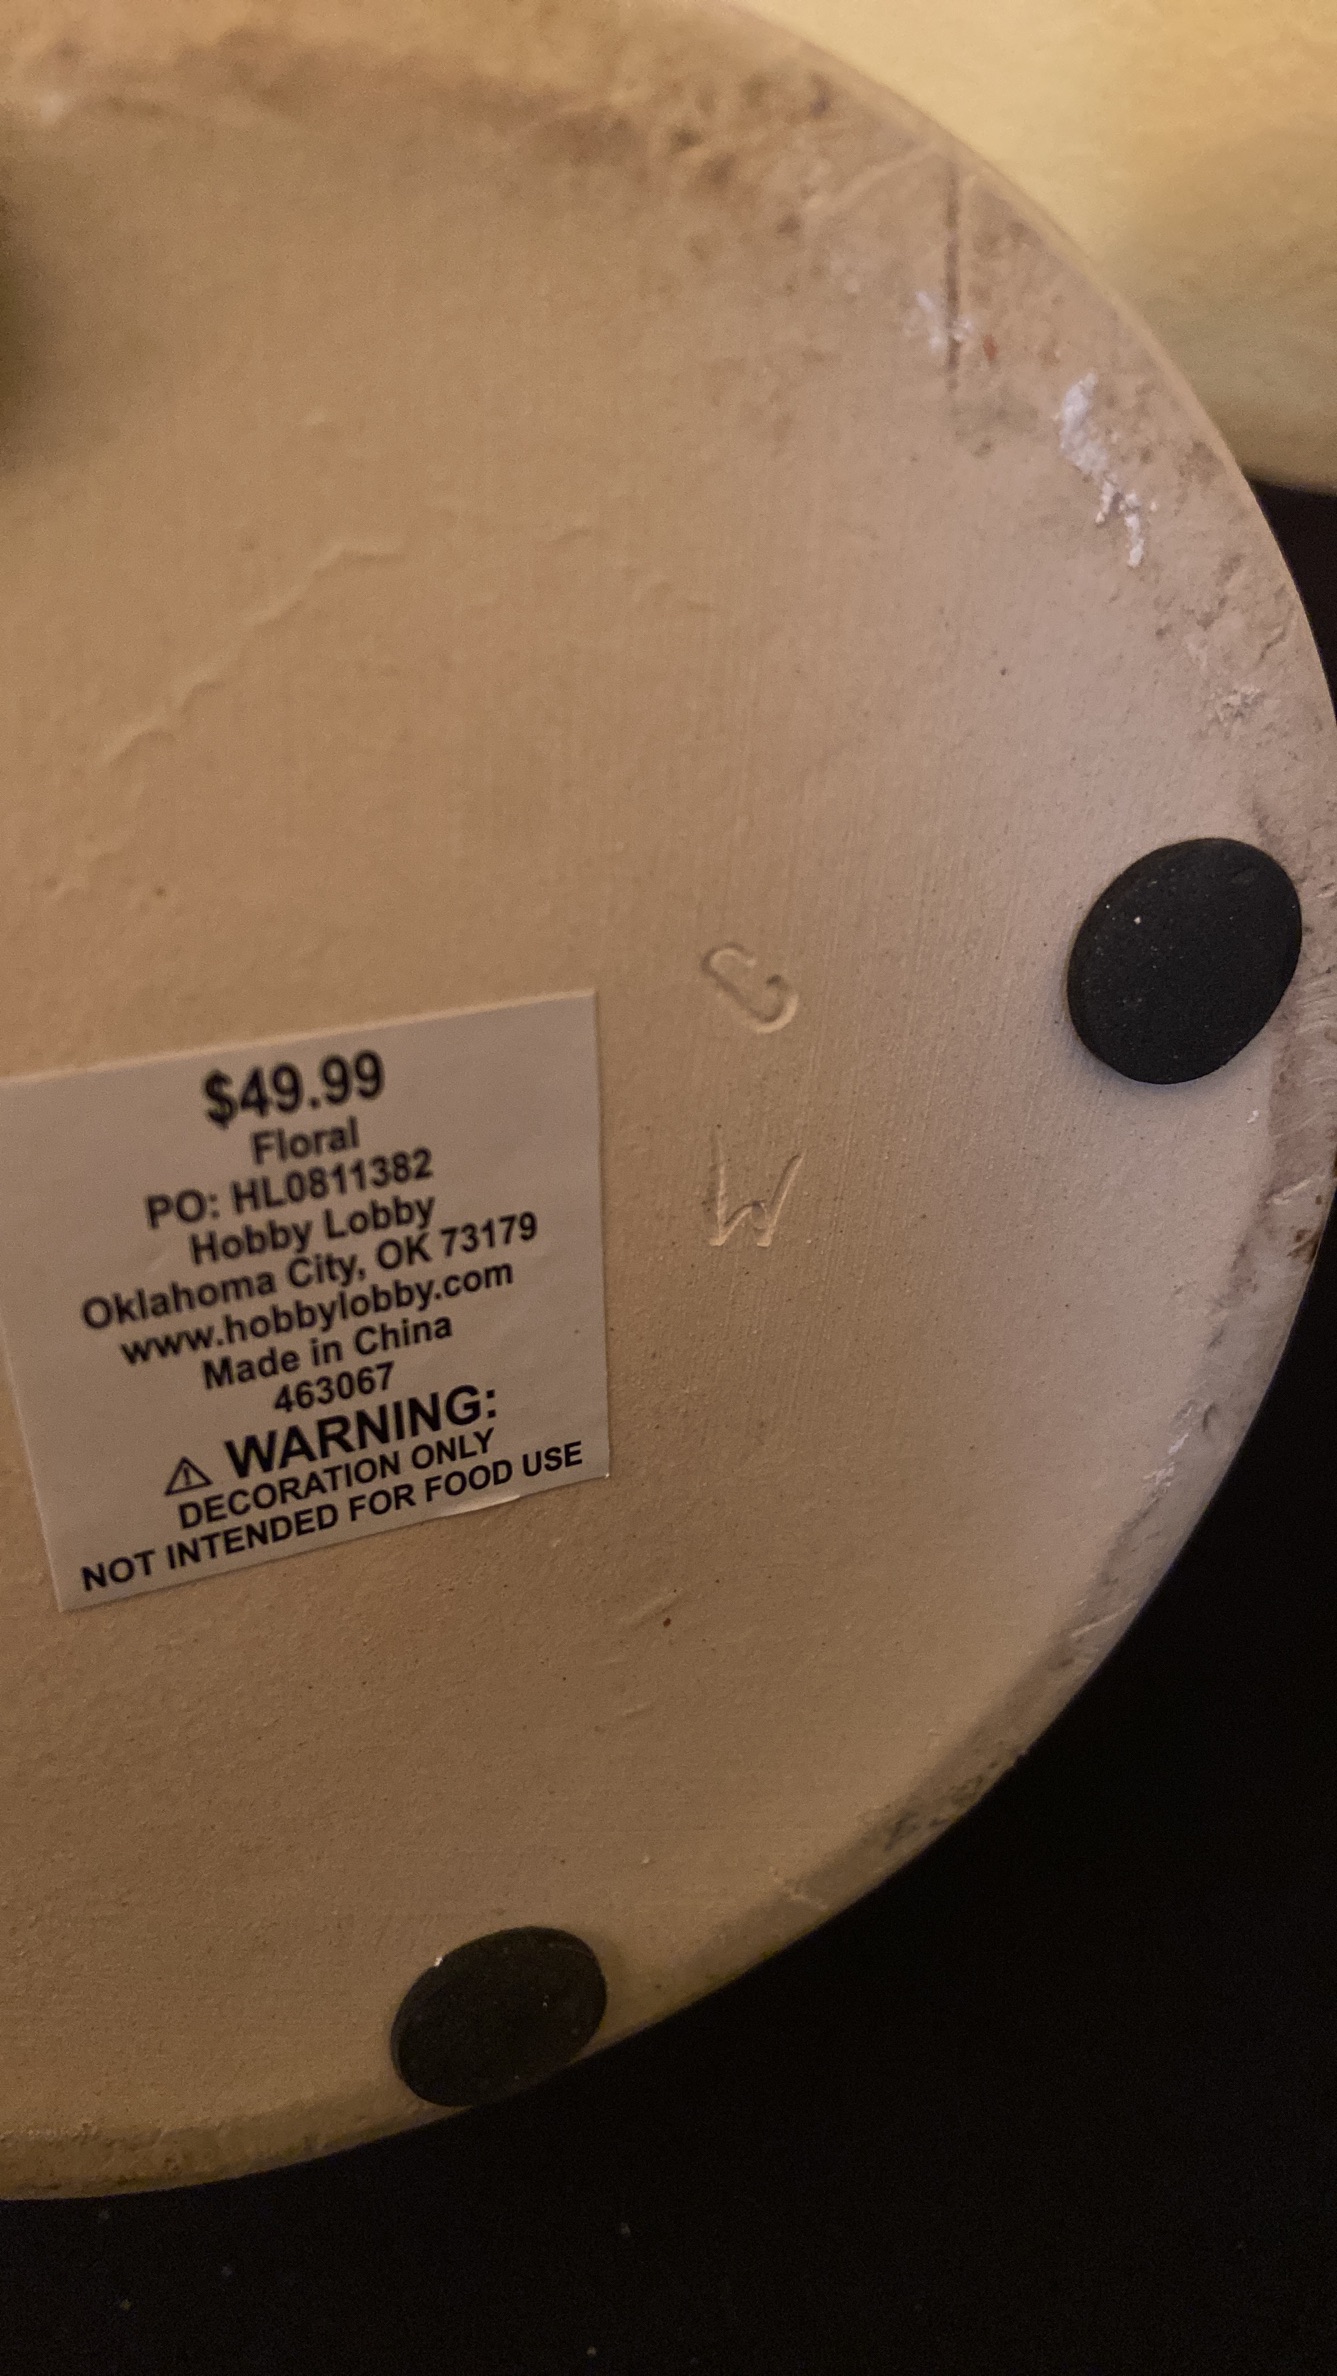 $49.99
Floral
PO: HL0811382
Hobby Lobby
Oklahoma City, OK 73179
www.hobbylobby.com
Made in China
463067
⚠ WARNING:
DECORATION ONLY
NOT INTENDED FOR FOOD USE
W